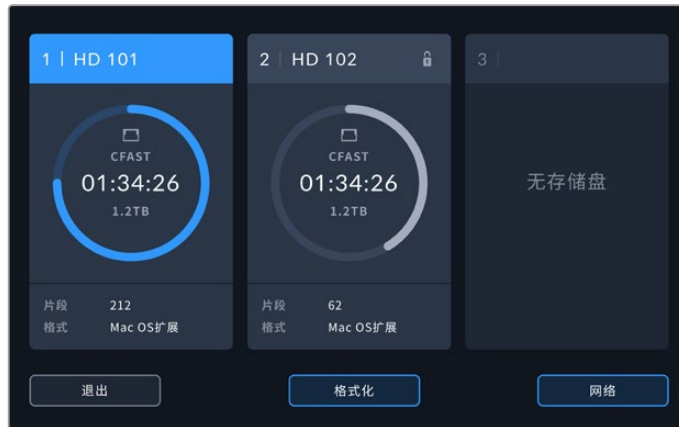 1 | HD 101
CFAST
01:34:26
1.2TB
片段 212
格式 Mac OS扩展
2 | HD 102
CFAST
01:34:26
1.2TB
片段 62
格式 Mac OS扩展
3 |
无存储盘
退出
格式化
网络